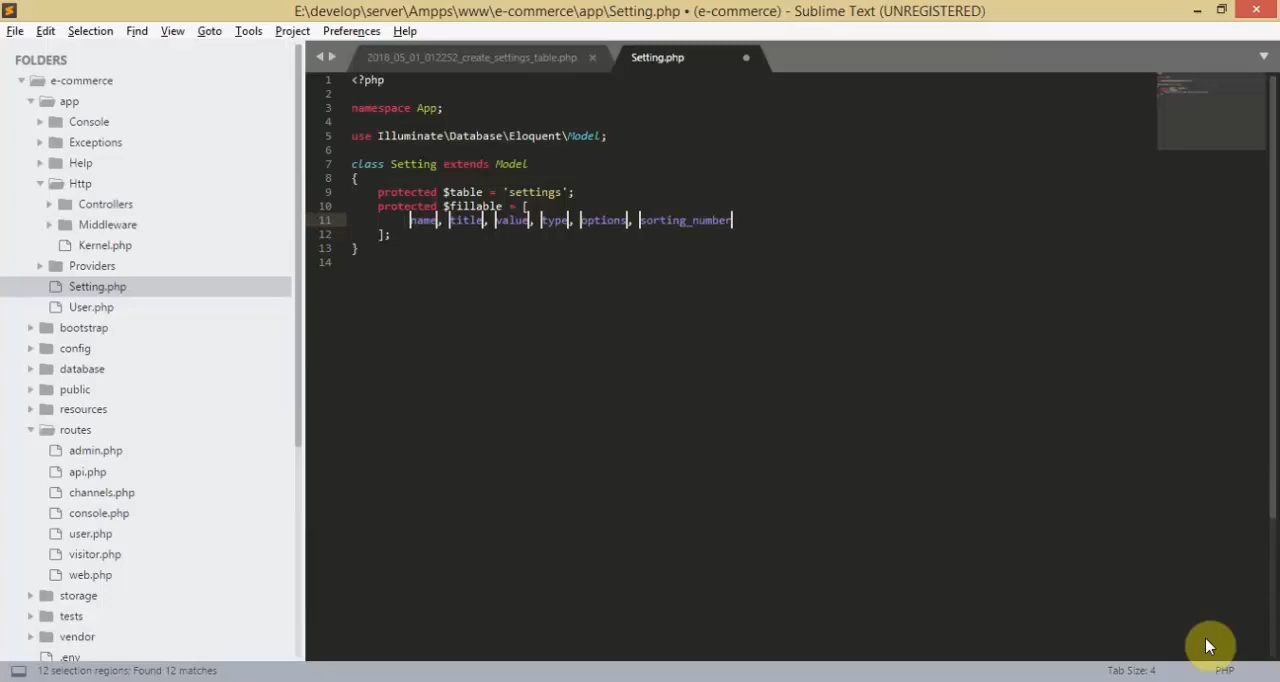 E:\develop\server\Ampps\www\e-commerce\app\Setting.php • (e-commerce) - Sublime Text (UNREGISTERED)
File Edit Selection Find View Goto Tools Project Preferences Help
FOLDERS
e-commerce
app
Console
Exceptions
Help
Http
Controllers
Middleware
Kernel.php
Providers
Setting.php
User.php
bootstrap
config
database
public
resources
routes
admin.php
api.php
channels.php
console.php
user.php
visitor.php
web.php
storage
tests
vendor
.env
2018_05_01_012252_create_settings_table.php Setting.php
1 <?php
2
3 namespace App;
4
5 use Illuminate\Database\Eloquent\Model;
6
7 class Setting extends Model
8 {
9 protected $table = 'settings';
10 protected $fillable = [
11 name, title, value, type, options, sorting_number
12 ];
13 }
14
12 selection regions; Found 12 matches Tab Size: 4 PHP